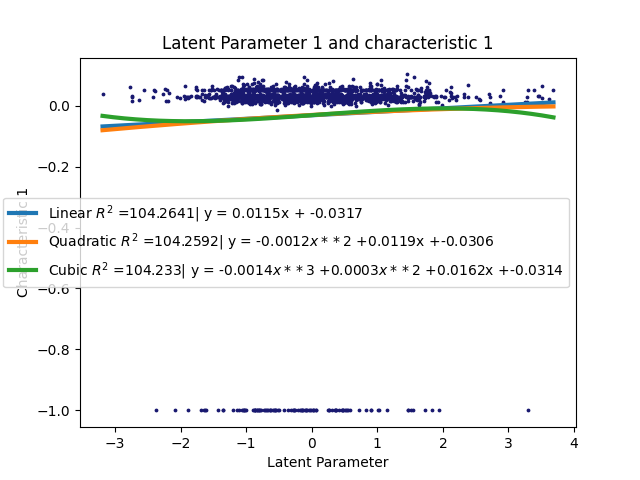 Latent Parameter 1 and characteristic 1
0.0
−0.2
−0.4
−0.6
−0.8
−1.0
Characteristic 1
Linear R² =104.2641| y = 0.0115x + -0.0317
Quadratic R² =104.2592| y = -0.0012x * * 2 +0.0119x +-0.0306
Cubic R² =104.233| y = -0.0014x * * 3 +0.0003x * * 2 +0.0162x +-0.0314
−3 −2 −1 0 1 2 3 4
Latent Parameter